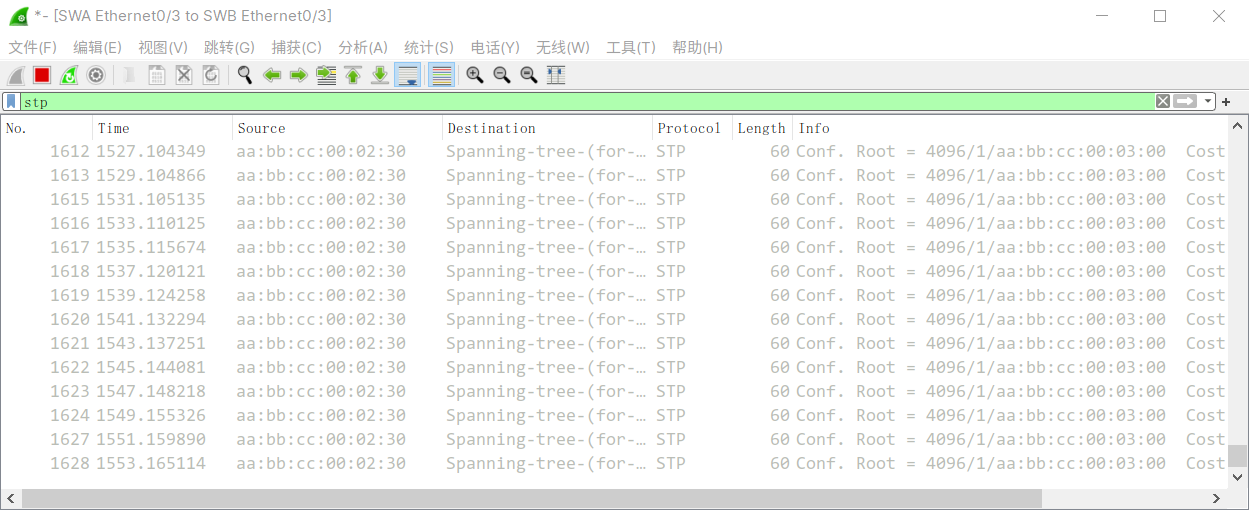 *- [SWA Ethernet0/3 to SWB Ethernet0/3]
文件(F) 编辑(E) 视图(V) 跳转(G) 捕获(C) 分析(A) 统计(S) 电话(Y) 无线(W) 工具(T) 帮助(H)
stp
No. Time Source Destination Protocol Length Info
1612 1527.104349 aa:bb:cc:00:02:30 Spanning-tree-(for-… STP 60 Conf. Root = 4096/1/aa:bb:cc:00:03:00 Cost
1613 1529.104866 aa:bb:cc:00:02:30 Spanning-tree-(for-… STP 60 Conf. Root = 4096/1/aa:bb:cc:00:03:00 Cost
1615 1531.105135 aa:bb:cc:00:02:30 Spanning-tree-(for-… STP 60 Conf. Root = 4096/1/aa:bb:cc:00:03:00 Cost
1616 1533.110125 aa:bb:cc:00:02:30 Spanning-tree-(for-… STP 60 Conf. Root = 4096/1/aa:bb:cc:00:03:00 Cost
1617 1535.115674 aa:bb:cc:00:02:30 Spanning-tree-(for-… STP 60 Conf. Root = 4096/1/aa:bb:cc:00:03:00 Cost
1618 1537.120121 aa:bb:cc:00:02:30 Spanning-tree-(for-… STP 60 Conf. Root = 4096/1/aa:bb:cc:00:03:00 Cost
1619 1539.124258 aa:bb:cc:00:02:30 Spanning-tree-(for-… STP 60 Conf. Root = 4096/1/aa:bb:cc:00:03:00 Cost
1620 1541.132294 aa:bb:cc:00:02:30 Spanning-tree-(for-… STP 60 Conf. Root = 4096/1/aa:bb:cc:00:03:00 Cost
1621 1543.137251 aa:bb:cc:00:02:30 Spanning-tree-(for-… STP 60 Conf. Root = 4096/1/aa:bb:cc:00:03:00 Cost
1622 1545.144081 aa:bb:cc:00:02:30 Spanning-tree-(for-… STP 60 Conf. Root = 4096/1/aa:bb:cc:00:03:00 Cost
1623 1547.148218 aa:bb:cc:00:02:30 Spanning-tree-(for-… STP 60 Conf. Root = 4096/1/aa:bb:cc:00:03:00 Cost
1624 1549.155326 aa:bb:cc:00:02:30 Spanning-tree-(for-… STP 60 Conf. Root = 4096/1/aa:bb:cc:00:03:00 Cost
1627 1551.159890 aa:bb:cc:00:02:30 Spanning-tree-(for-… STP 60 Conf. Root = 4096/1/aa:bb:cc:00:03:00 Cost
1628 1553.165114 aa:bb:cc:00:02:30 Spanning-tree-(for-… STP 60 Conf. Root = 4096/1/aa:bb:cc:00:03:00 Cost